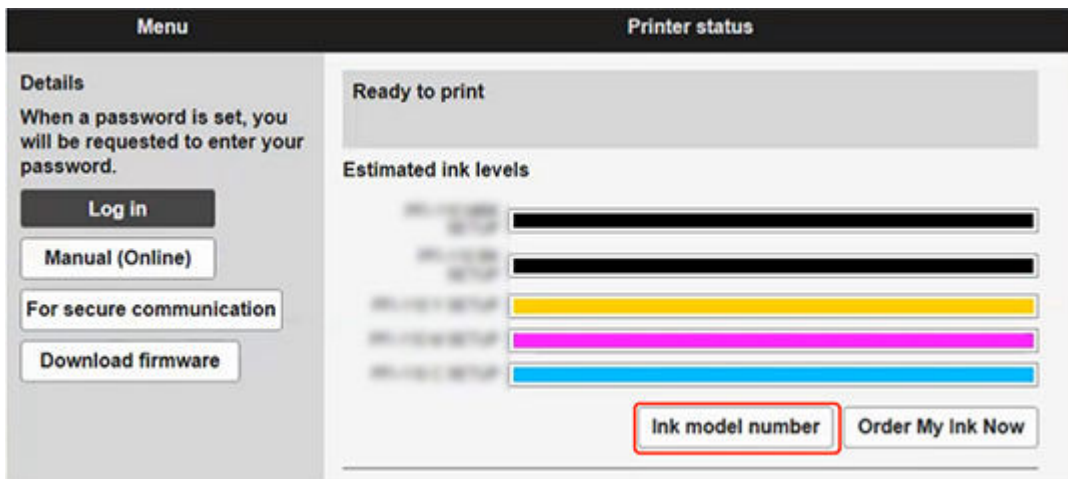 Menu
Printer status
Details
When a password is set, you
will be requested to enter your
password.
Log in
Manual (Online)
For secure communication
Download firmware
Ready to print
Estimated ink levels
Ink model number
Order My Ink Now